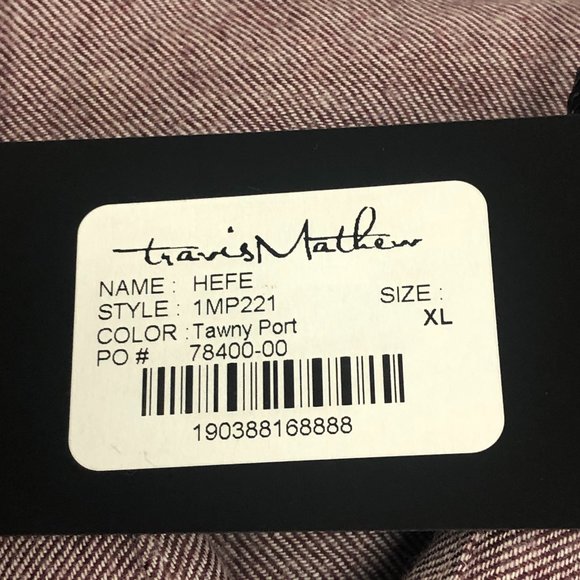 travisMathew
NAME : HEFE
STYLE : 1MP221
COLOR : Tawny Port
PO # 78400-00
SIZE :
XL
190388168888